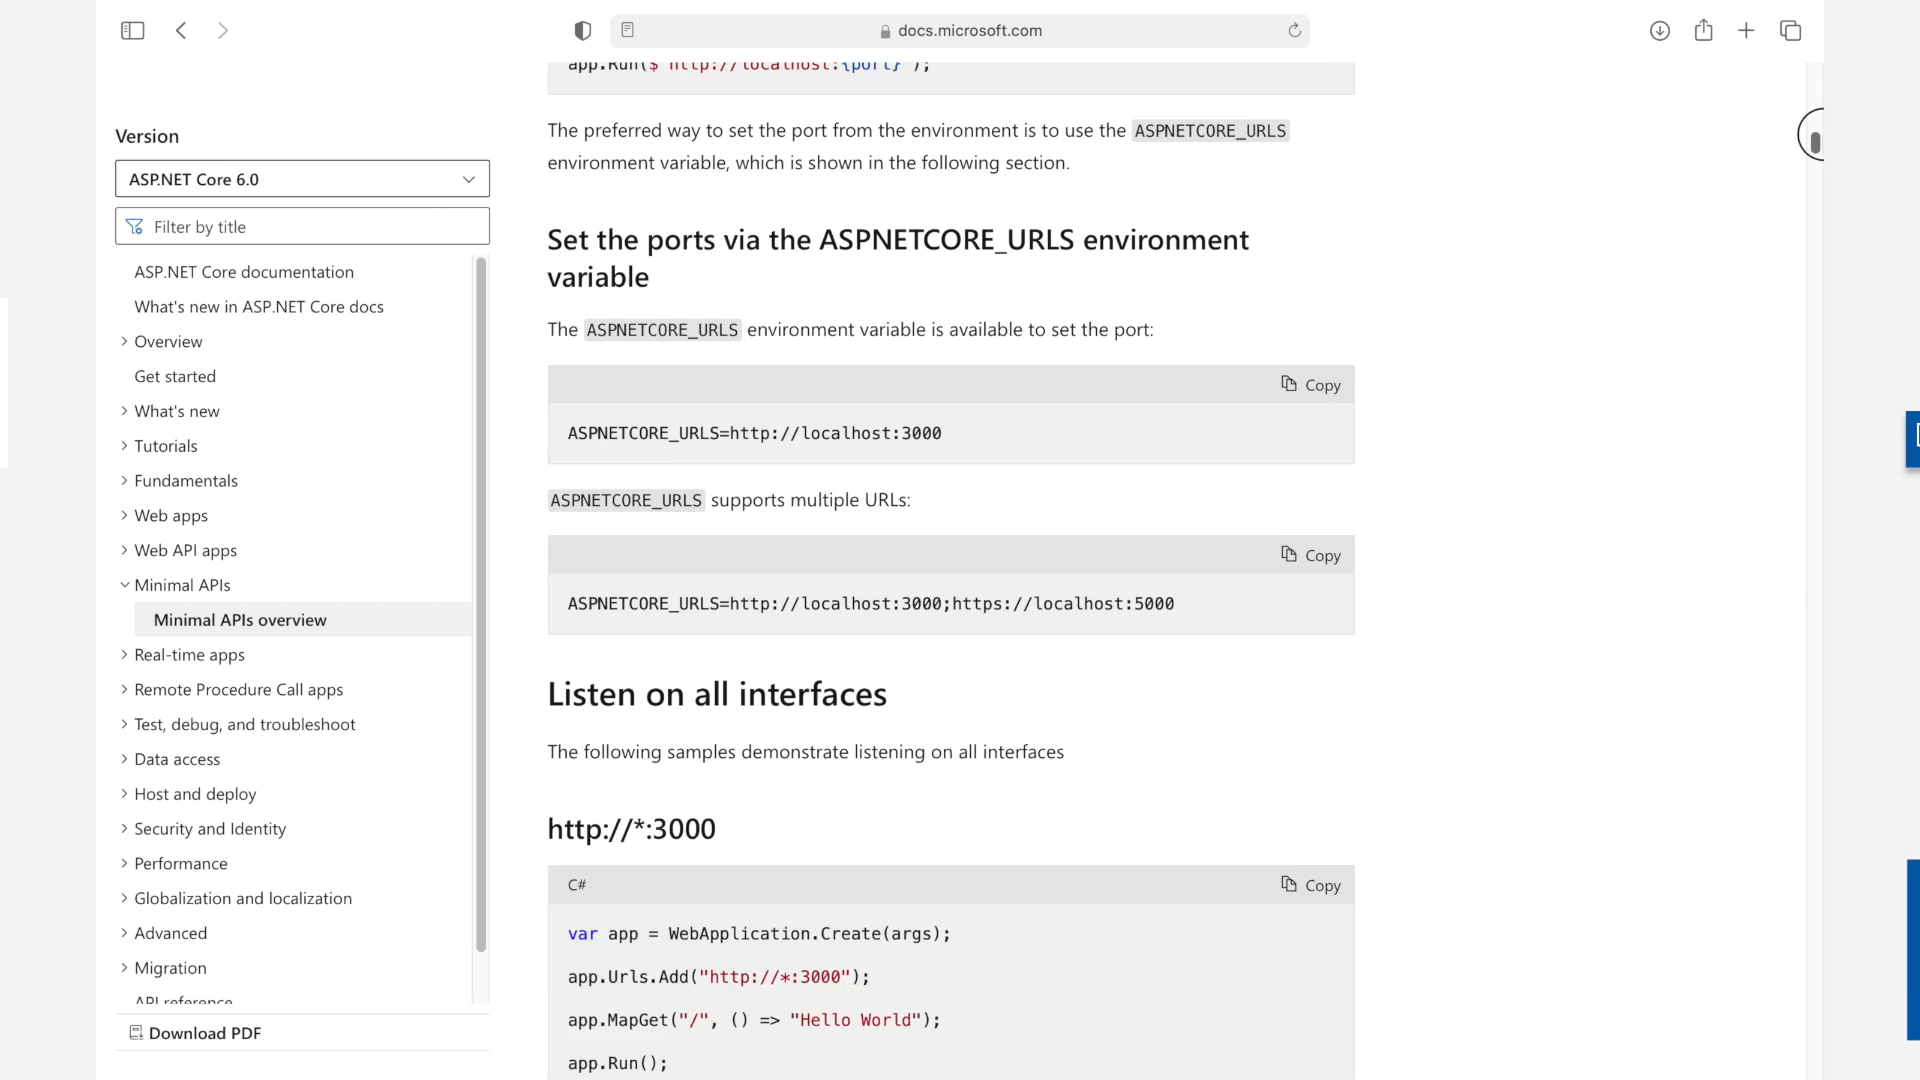 docs.microsoft.com
app.Run($"http://localhost:{port}");
The preferred way to set the port from the environment is to use the ASPNETCORE_URLS
environment variable, which is shown in the following section.
Set the ports via the ASPNETCORE_URLS environment
variable
The ASPNETCORE_URLS environment variable is available to set the port:
Copy
ASPNETCORE_URLS=http://localhost:3000
ASPNETCORE_URLS supports multiple URLs:
Copy
ASPNETCORE_URLS=http://localhost:3000;https://localhost:5000
Listen on all interfaces
The following samples demonstrate listening on all interfaces
http://*:3000
C#
Copy
var app = WebApplication.Create(args);
app.Urls.Add("http://*:3000");
app.MapGet("/", () => "Hello World");
app.Run();
Version
ASP.NET Core 6.0
Filter by title
ASP.NET Core documentation
What's new in ASP.NET Core docs
Overview
Get started
What's new
Tutorials
Fundamentals
Web apps
Web API apps
Minimal APIs
Minimal APIs overview
Real-time apps
Remote Procedure Call apps
Test, debug, and troubleshoot
Data access
Host and deploy
Security and Identity
Performance
Globalization and localization
Advanced
Migration
API reference
Download PDF